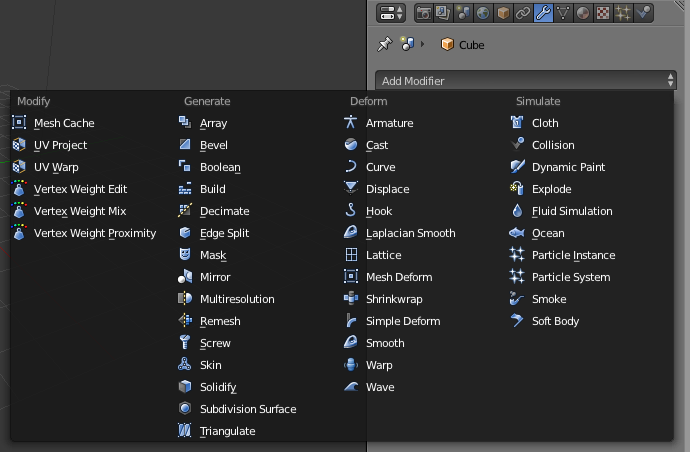 Cube
Add Modifier
Modify
Mesh Cache
UV Project
UV Warp
Vertex Weight Edit
Vertex Weight Mix
Vertex Weight Proximity
Generate
Array
Bevel
Boolean
Build
Decimate
Edge Split
Mask
Mirror
Multiresolution
Remesh
Screw
Skin
Solidify
Subdivision Surface
Triangulate
Deform
Armature
Cast
Curve
Displace
Hook
Laplacian Smooth
Lattice
Mesh Deform
Shrinkwrap
Simple Deform
Smooth
Warp
Wave
Simulate
Cloth
Collision
Dynamic Paint
Explode
Fluid Simulation
Ocean
Particle Instance
Particle System
Smoke
Soft Body